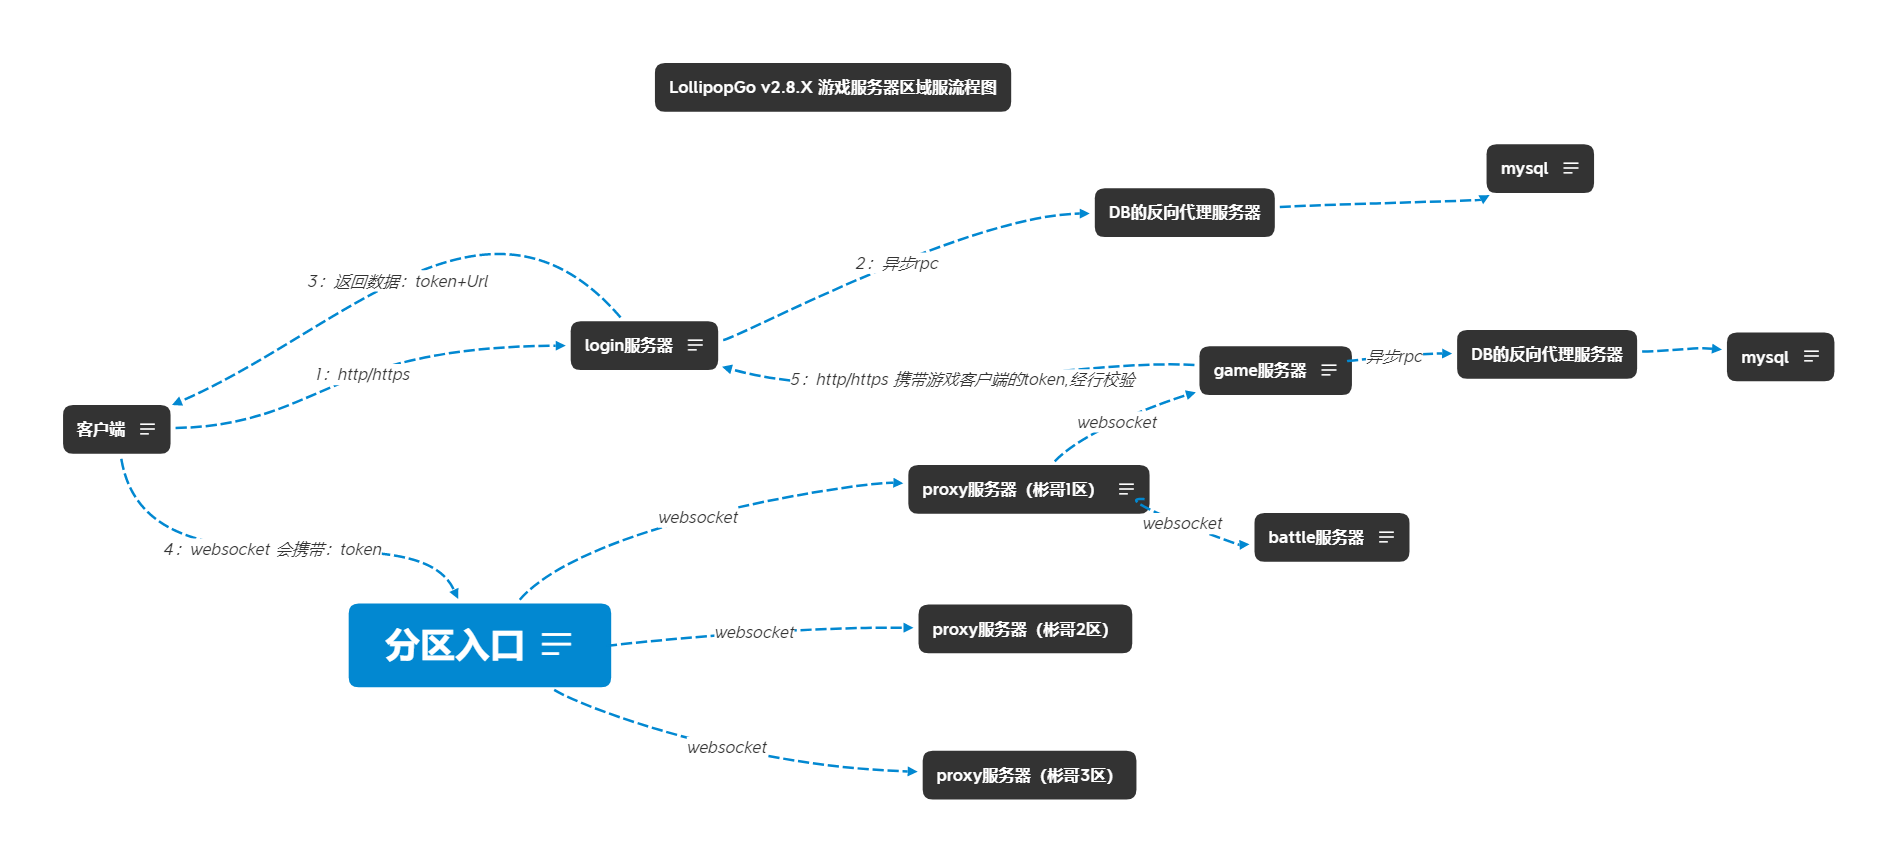 LollipopGo v2.8.X 游戏服务器区域服流程图
mysql
DB的反向代理服务器
2：异步rpc
3：返回数据：token+Url
login服务器
1：http/https
5：http/https 携带游戏客户端的token,经行校验
game服务器
异步rpc
DB的反向代理服务器
mysql
客户端
websocket
proxy服务器（彬哥1区）
websocket
battle服务器
websocket
4：websocket 会携带：token
分区入口
websocket
proxy服务器（彬哥2区）
websocket
proxy服务器（彬哥3区）